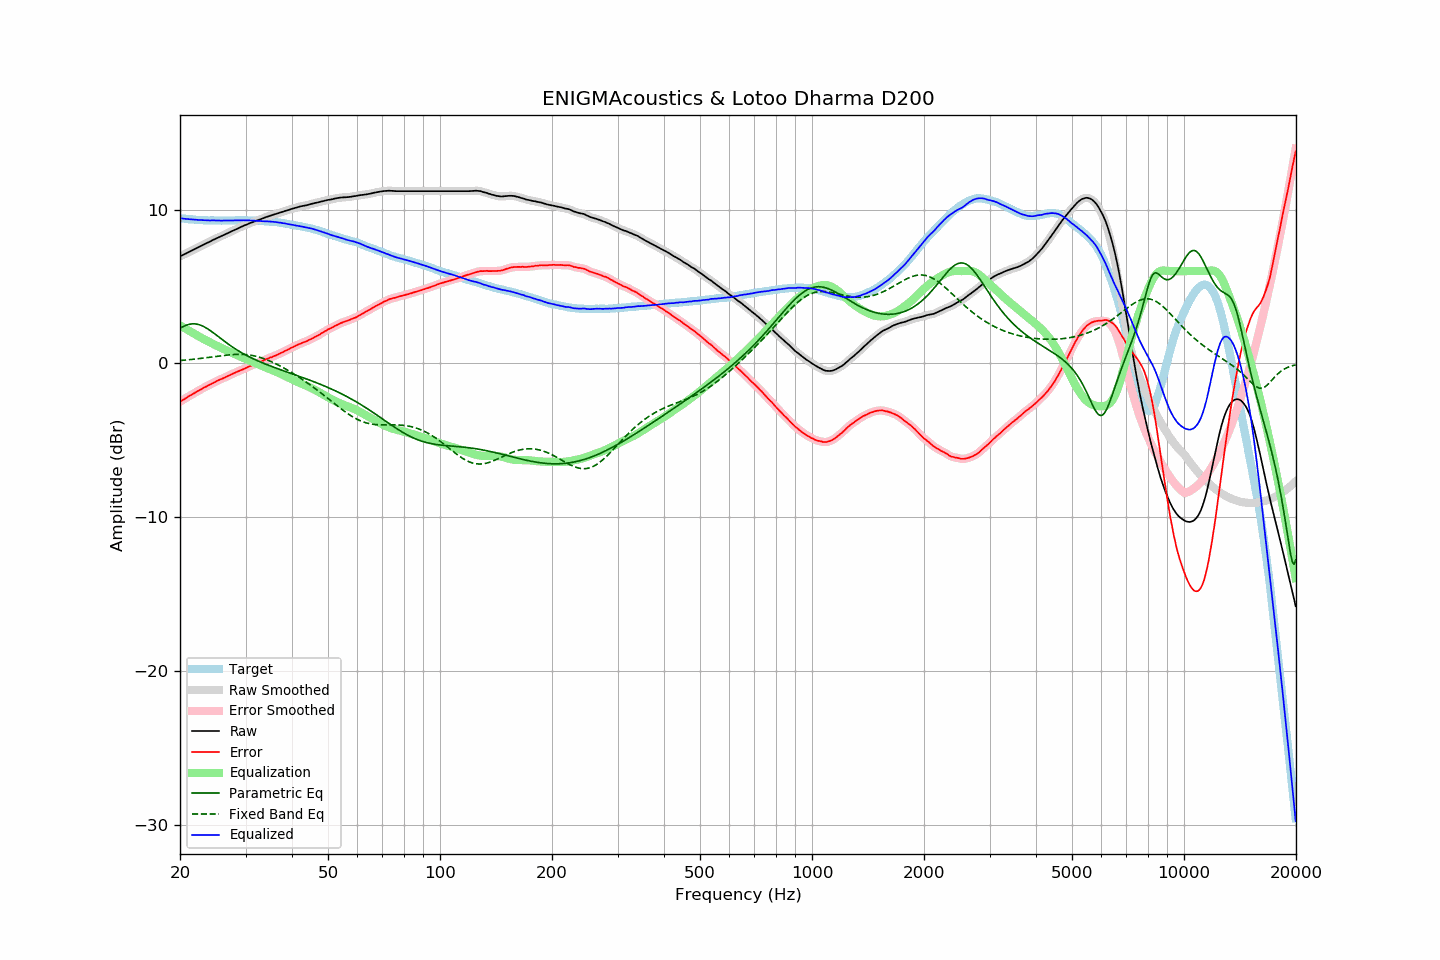 ENIGMAcoustics & Lotoo Dharma D200
Amplitude (dBr)
10
0
−10
−20
−30
Target
Raw Smoothed
Error Smoothed
Raw
Error
Equalization
Parametric Eq
Fixed Band Eq
Equalized
20 50 100 200 500 1000 2000 5000 10000 20000
Frequency (Hz)